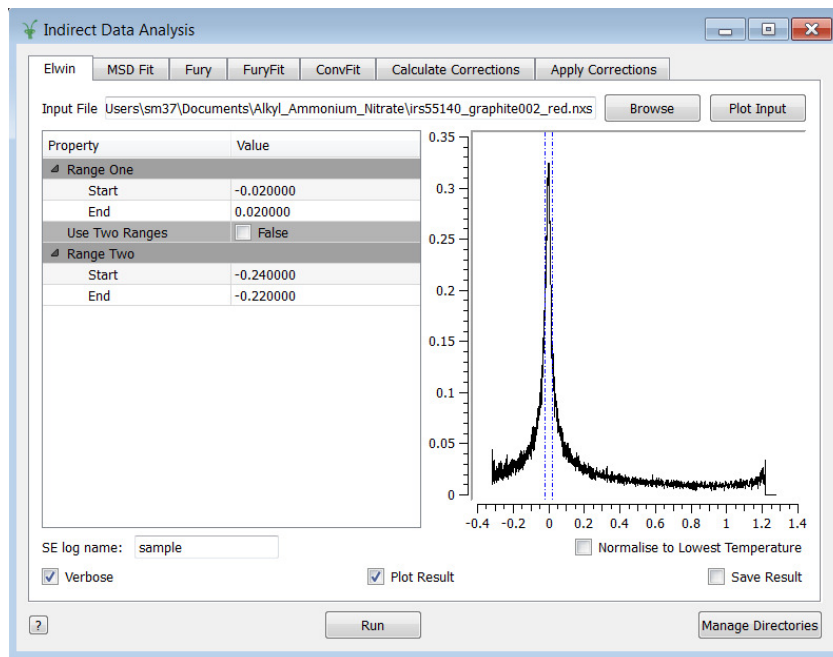 Indirect Data Analysis
Elwin MSD Fit Fury FuryFit ConvFit Calculate Corrections Apply Corrections
Input File Users\sm37\Documents\Alkyl_Ammonium_Nitrate\irs55140_graphite002_red.nxs Browse Plot Input
Property Value
Range One
Start -0.020000
End 0.020000
Use Two Ranges False
Range Two
Start -0.240000
End -0.220000
0.35
0.3
0.25
0.2
0.15
0.1
0.05
0
-0.4 -0.2 0 0.2 0.4 0.6 0.8 1 1.2 1.4
SE log name: sample
Normalise to Lowest Temperature
Verbose Plot Result Save Result
? Run Manage Directories